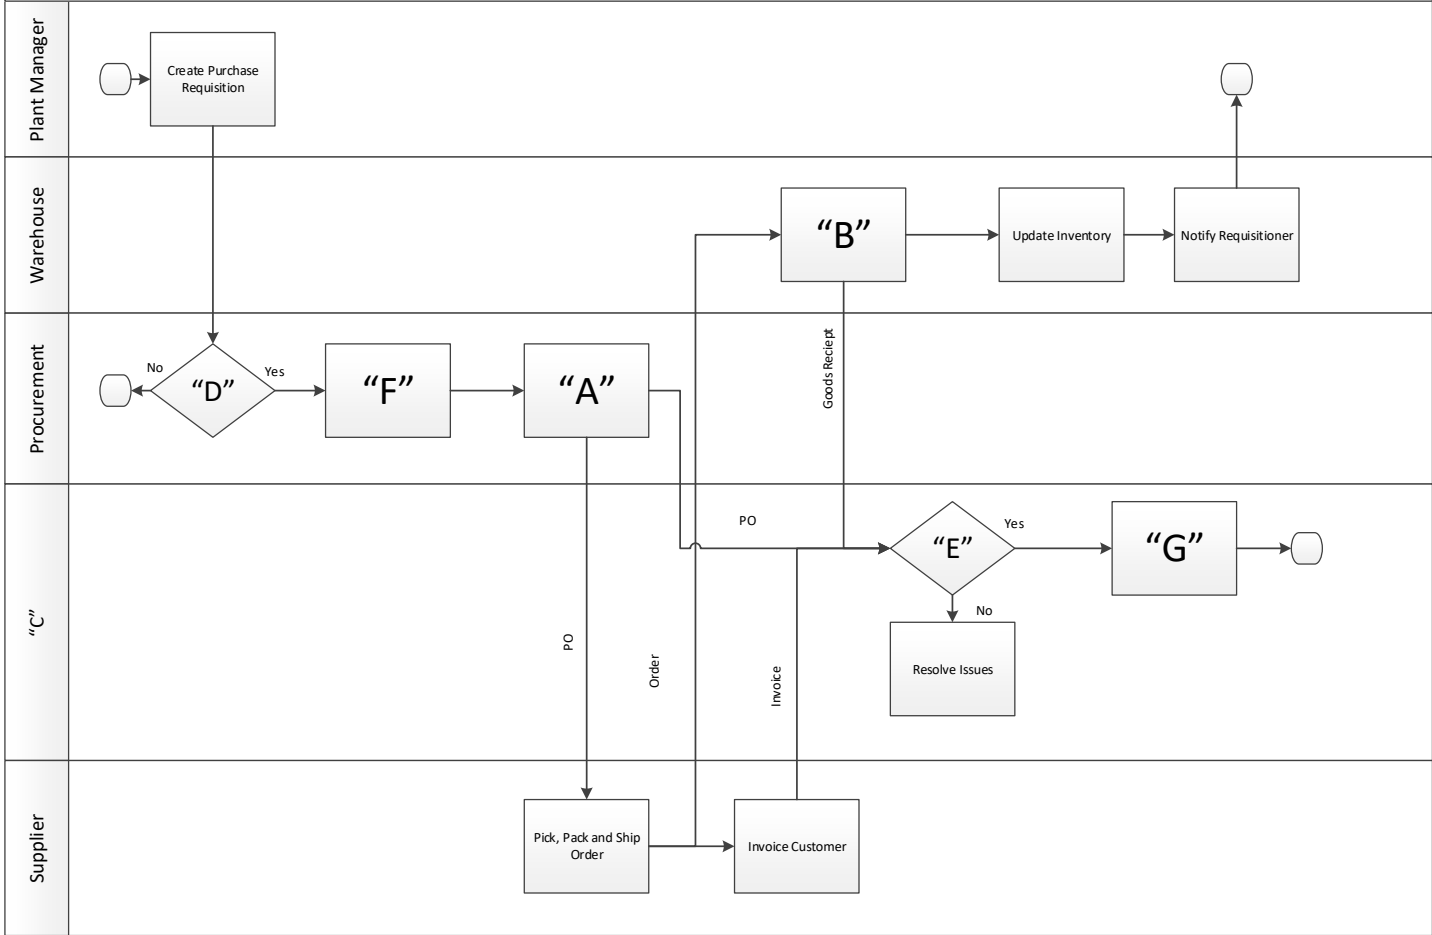 Plant Manager
Create Purchase
Requisition
Warehouse
“B”
Update Inventory
Notify Requisitioner
Procurement
No
“D”
Yes
“F”
“A”
Goods Reciept
“C”
PO
“E”
Yes
“G”
No
PO
Order
Invoice
Resolve Issues
Supplier
Pick, Pack and Ship
Order
Invoice Customer